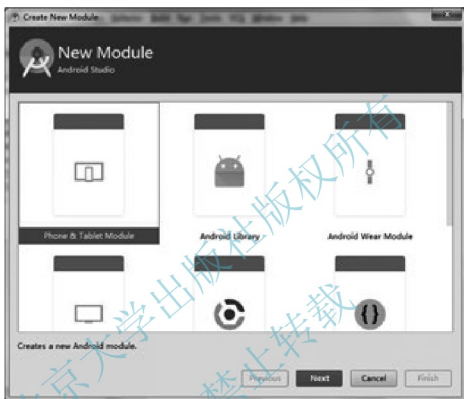 Create New Module
New Module
Android Studio
Phone & Tablet Module
Android Library
Android Wear Module
Creates a new Android module.
Previous
Next
Cancel
Finish
京大学出版社版权所有
禁止转载